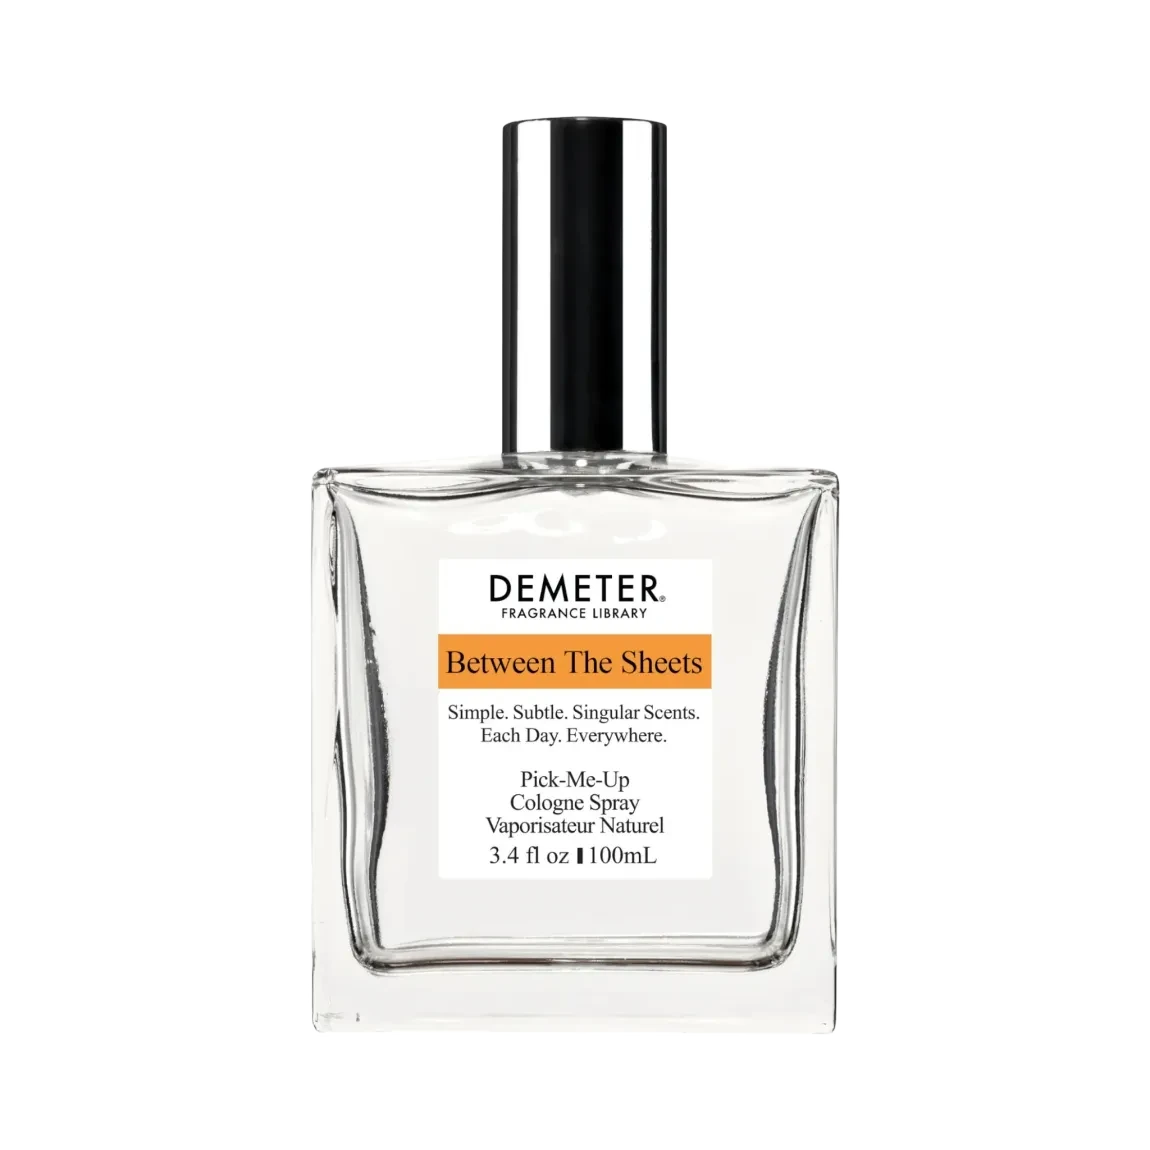 DEMETER®
FRAGRANCE LIBRARY
Between The Sheets
Simple. Subtle. Singular Scents.
Each Day. Everywhere.
Pick-Me-Up
Cologne Spray
Vaporisateur Naturel
3.4 fl oz ▮ 100mL